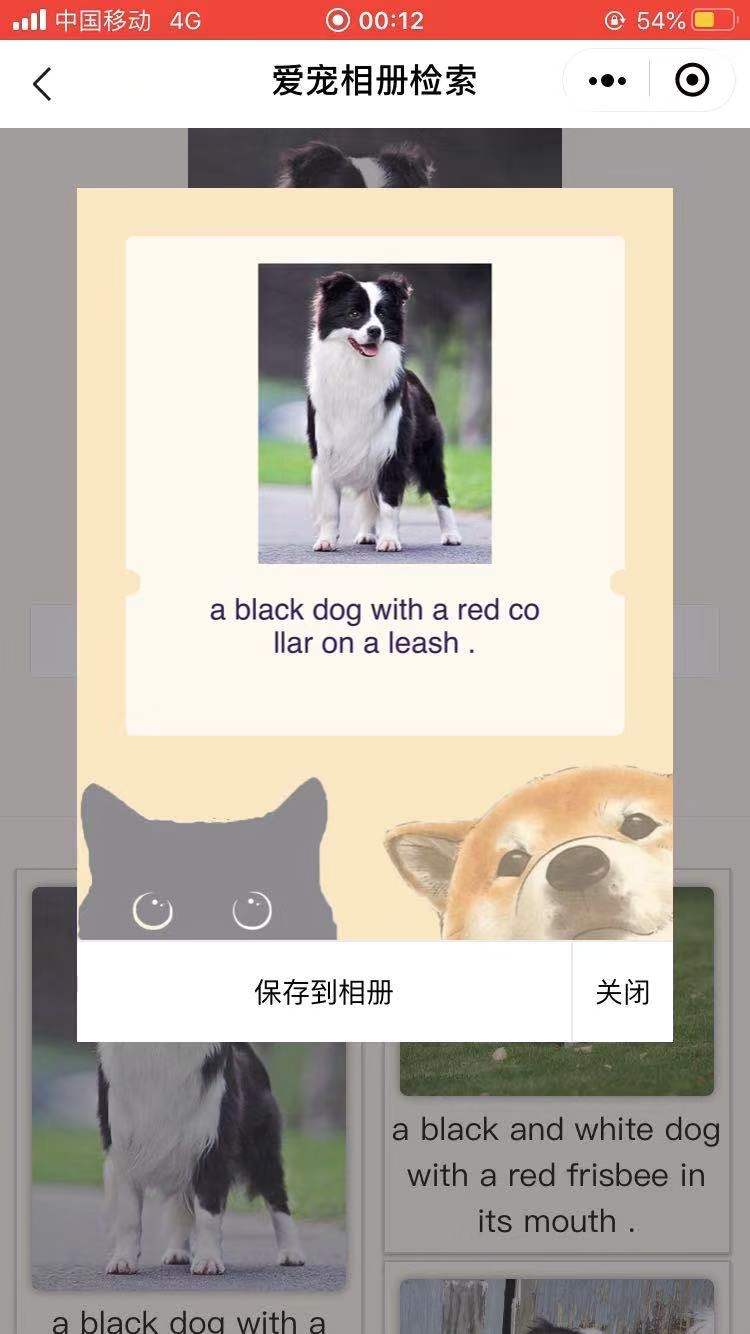 中国移动 4G 00:12 54%
爱宠相册检索
a black dog with a red co
llar on a leash .
保存到相册 关闭
a black and white dog
with a red frisbee in
its mouth .
a black dog with a